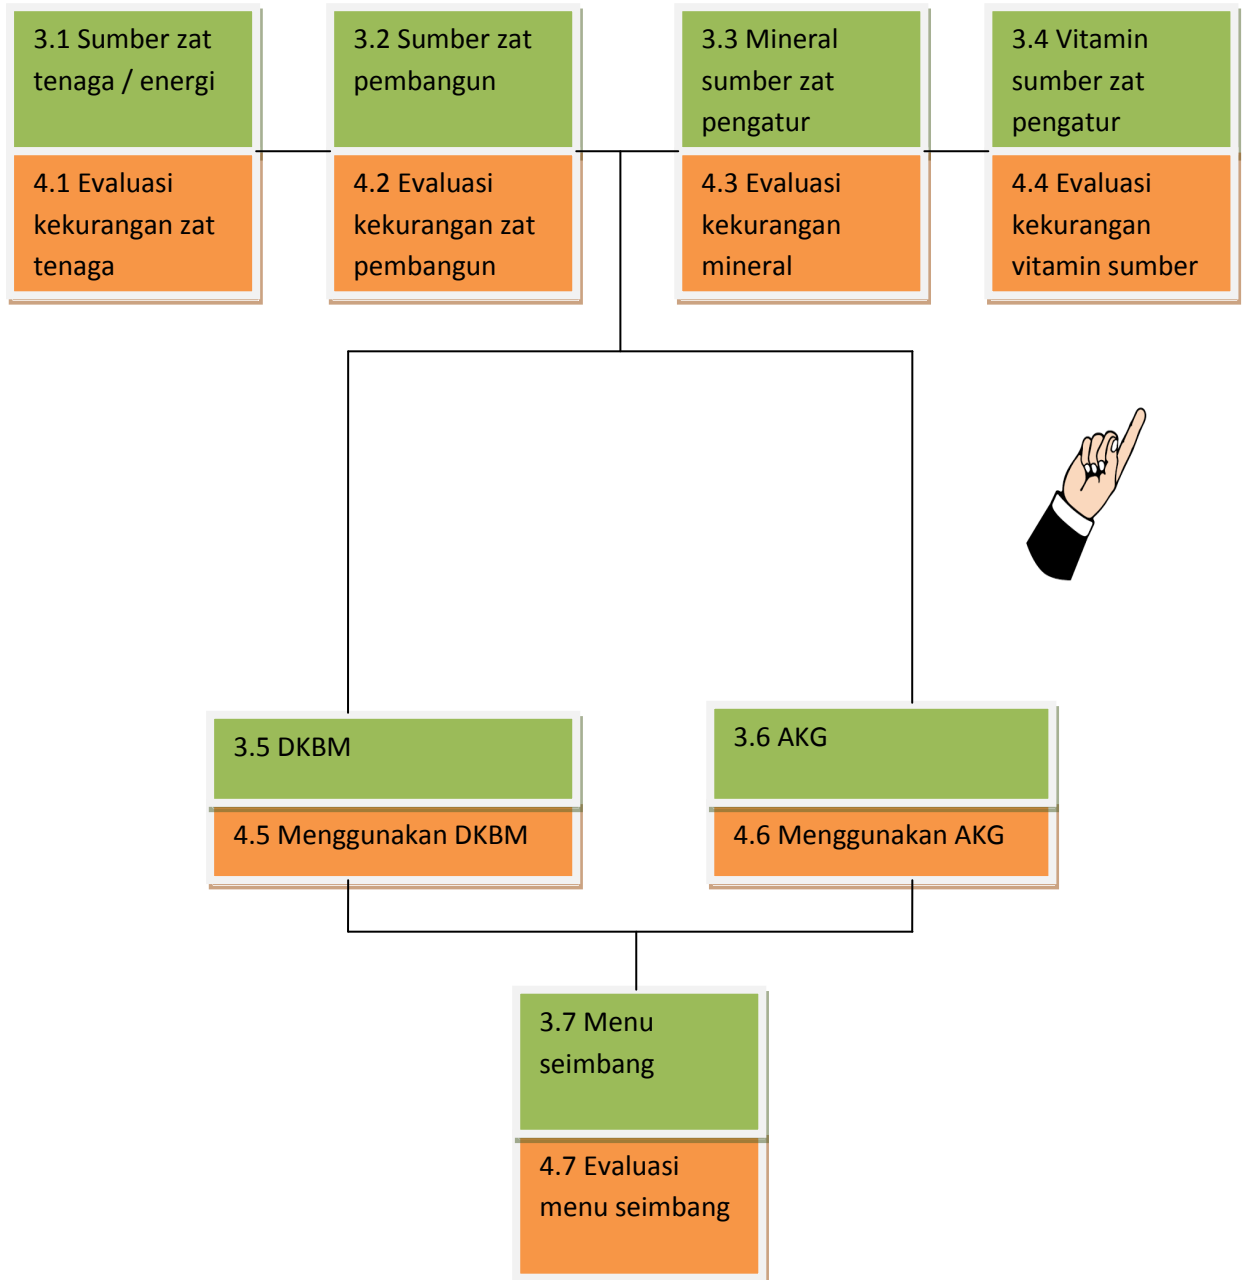 3.1 Sumber zat
tenaga / energi
4.1 Evaluasi
kekurangan zat
tenaga
3.2 Sumber zat
pembangun
4.2 Evaluasi
kekurangan zat
pembangun
3.3 Mineral
sumber zat
pengatur
4.3 Evaluasi
kekurangan
mineral
3.4 Vitamin
sumber zat
pengatur
4.4 Evaluasi
kekurangan
vitamin sumber
3.5 DKBM
4.5 Menggunakan DKBM
3.6 AKG
4.6 Menggunakan AKG
3.7 Menu
seimbang
4.7 Evaluasi
menu seimbang